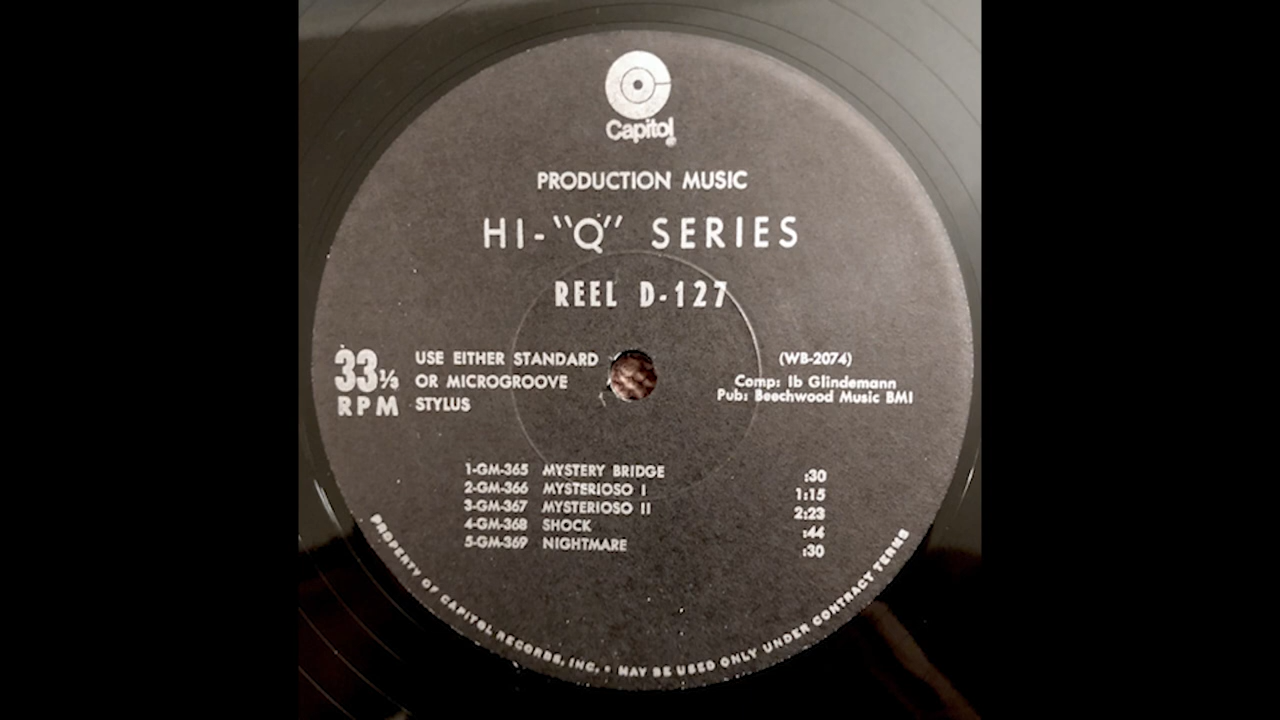 Capitol®
PRODUCTION MUSIC
HI-"Q" SERIES
REEL D-127
33⅓ RPM
USE EITHER STANDARD
OR MICROGROOVE
STYLUS
(WB-2074)
Comp: Ib Glindemann
Pub: Beechwood Music BMI
1-GM-365 MYSTERY BRIDGE :30
2-GM-366 MYSTERIOSO I 1:15
3-GM-367 MYSTERIOSO II 2:23
4-GM-368 SHOCK :44
5-GM-369 NIGHTMARE :30
PROPERTY OF CAPITOL RECORDS, INC. • MAY BE USED ONLY UNDER CONTRACT TERMS